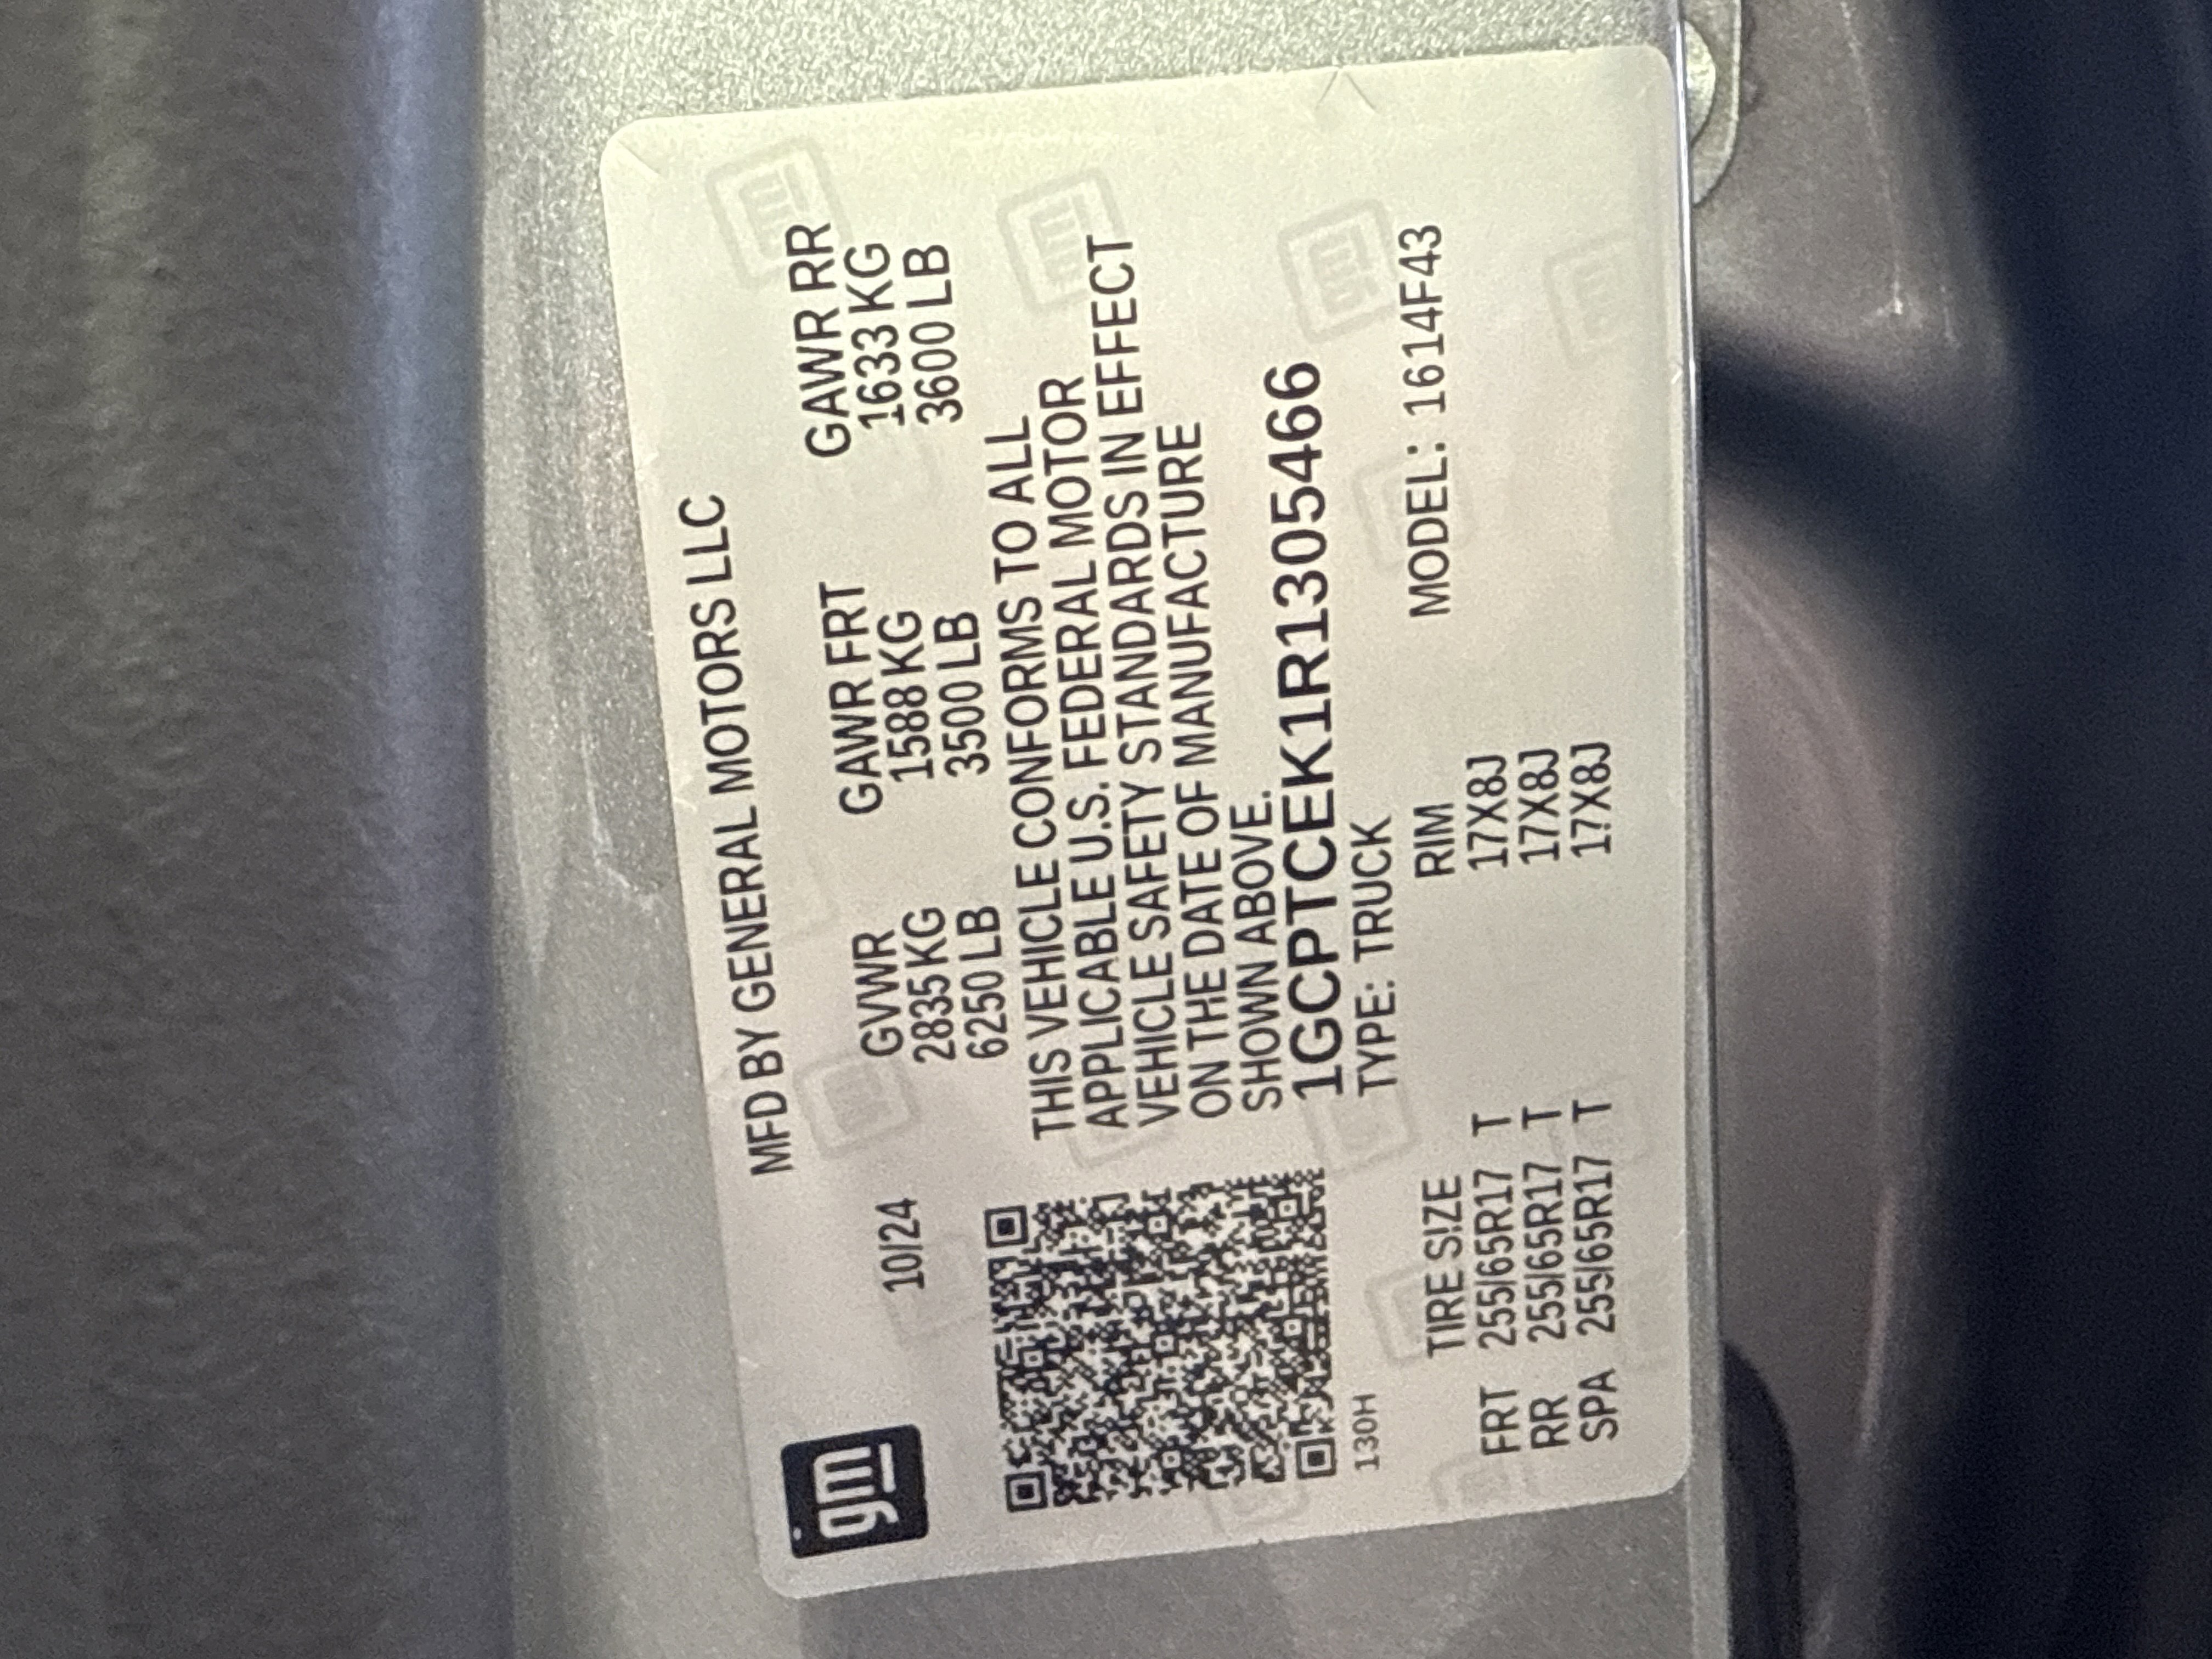 gm
MFD BY GENERAL MOTORS LLC
10/24
GVWR GAWR FRT GAWR RR
2835 KG 1588 KG 1633 KG
6250 LB 3500 LB 3600 LB
THIS VEHICLE CONFORMS TO ALL
APPLICABLE U.S. FEDERAL MOTOR
VEHICLE SAFETY STANDARDS IN EFFECT
ON THE DATE OF MANUFACTURE
SHOWN ABOVE.
1GCPTCEK1R1305466
TYPE: TRUCK
130H
MODEL: 1614F43
TIRE SIZE RIM
FRT 255/65R17 T 17X8J
RR 255/65R17 T 17X8J
SPA 255/65R17 T 17X8J